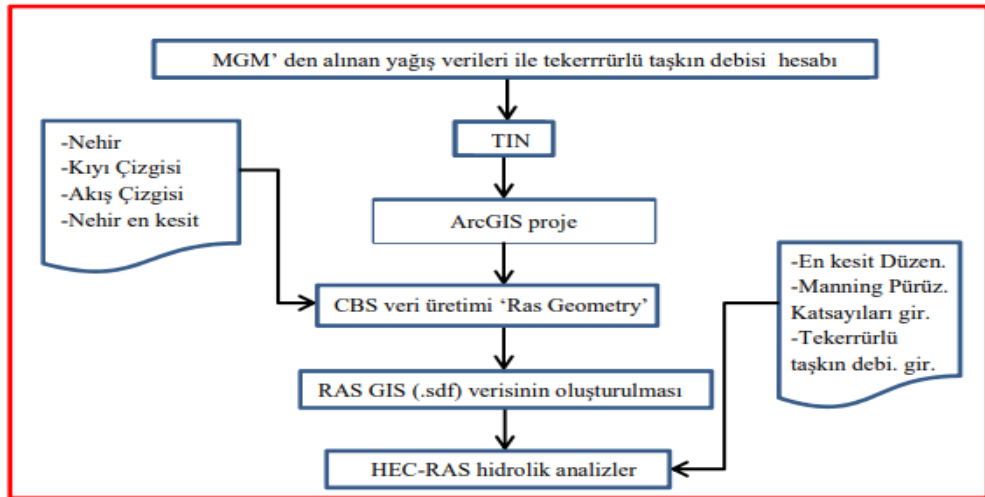 MGM' den alınan yağış verileri ile tekerrrürlü taşkın debisi hesabı
TIN
-Nehir
-Kıyı Çizgisi
-Akış Çizgisi
-Nehir en kesit
ArcGIS proje
CBS veri üretimi 'Ras Geometry'
-En kesit Düzen.
-Manning Pürüz.
Katsayıları gir.
-Tekerrürlü
taşkın debi. gir.
RAS GIS (.sdf) verisinin oluşturulması
HEC-RAS hidrolik analizler